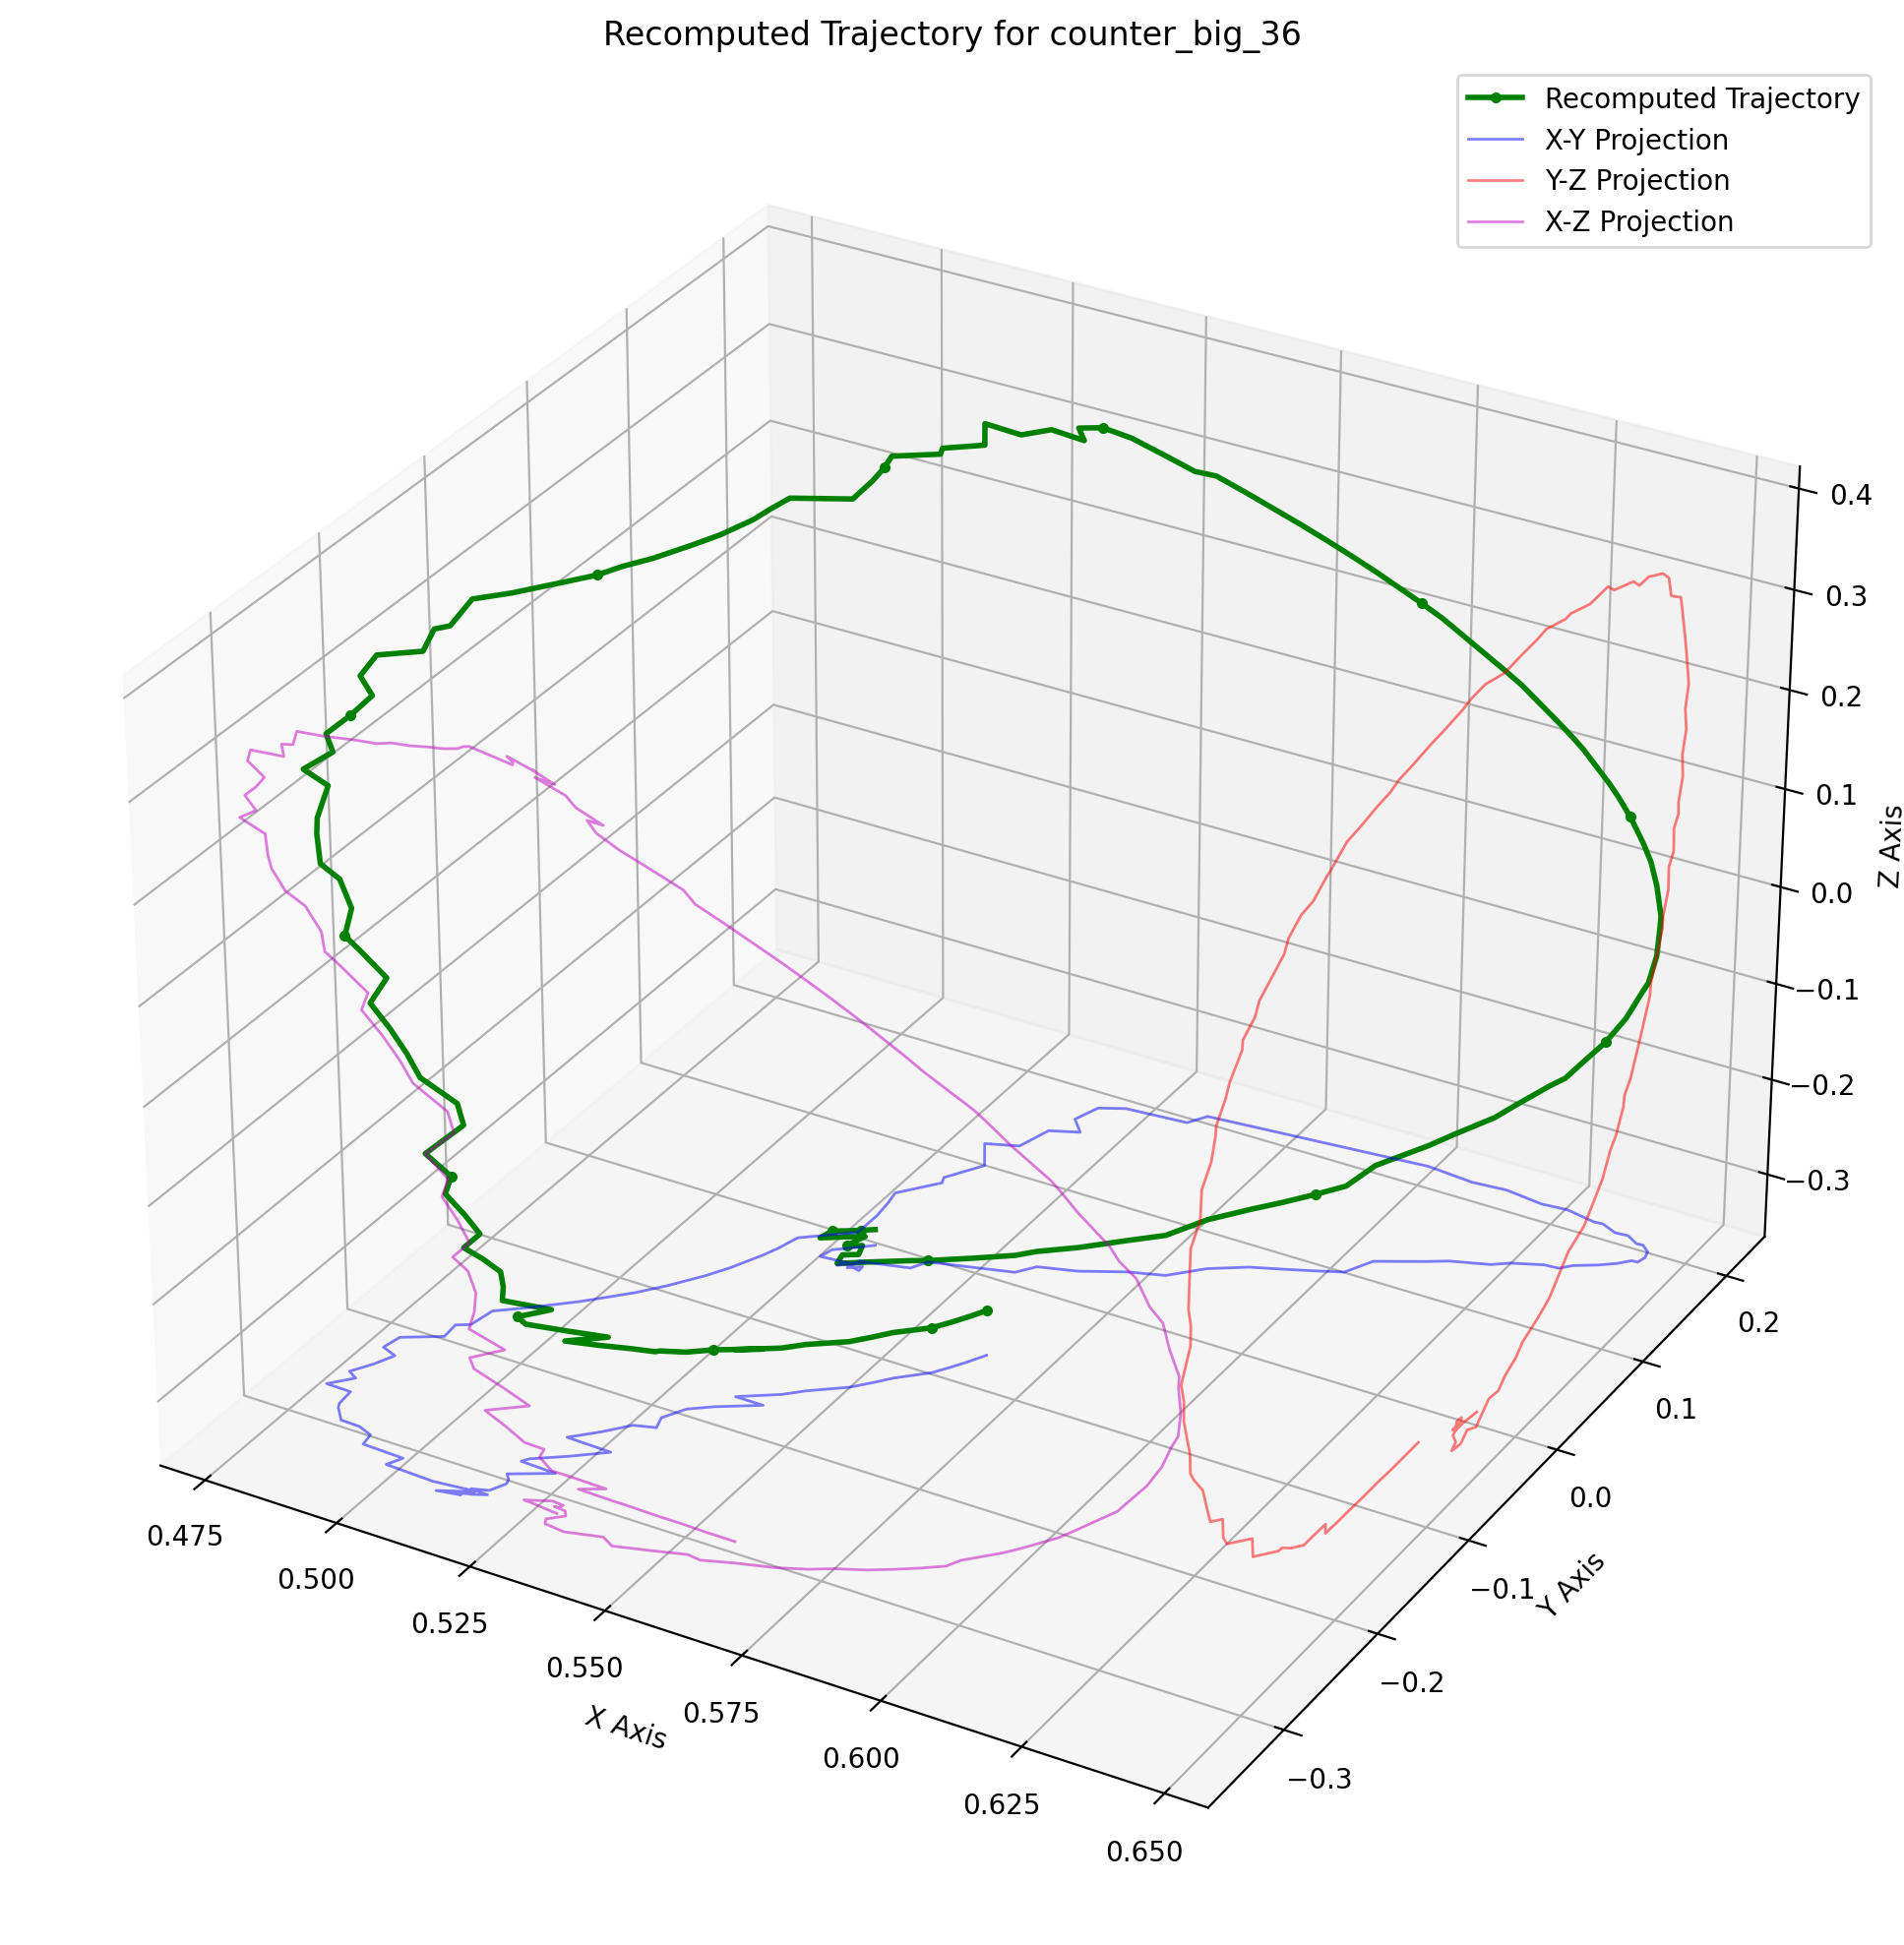 Recomputed Trajectory for counter_big_36
Recomputed Trajectory
X-Y Projection
Y-Z Projection
X-Z Projection
0.4
0.3
0.2
0.1
0.0
−0.1
−0.2
−0.3
Z Axis
0.2
0.1
0.0
−0.1
−0.2
−0.3
Y Axis
0.475
0.500
0.525
0.550
0.575
0.600
0.625
0.650
X Axis